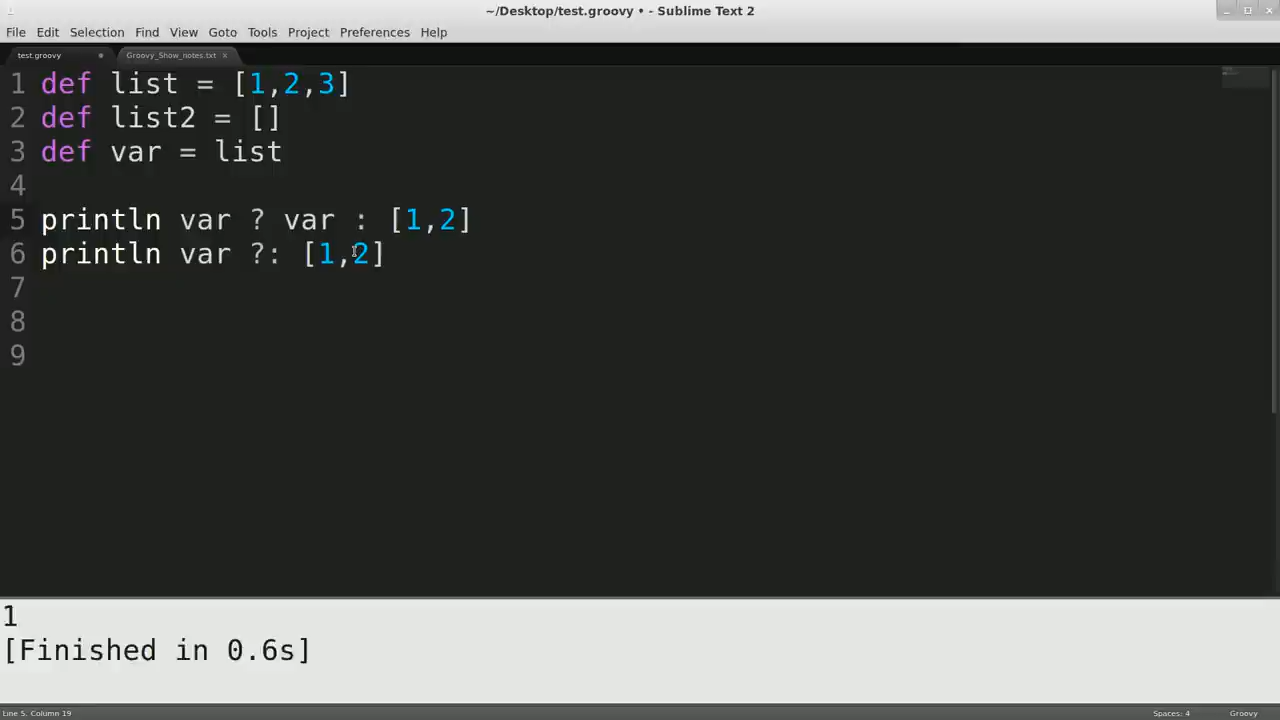 ~/Desktop/test.groovy • - Sublime Text 2
File Edit Selection Find View Goto Tools Project Preferences Help
test.groovy Groovy_Show_notes.txt ×
1 def list = [1,2,3]
2 def list2 = []
3 def var = list
4
5 println var ? var : [1,2]
6 println var ?: [1,2]
7
8
9
1
[Finished in 0.6s]
Line 5, Column 19 Spaces: 4 Groovy